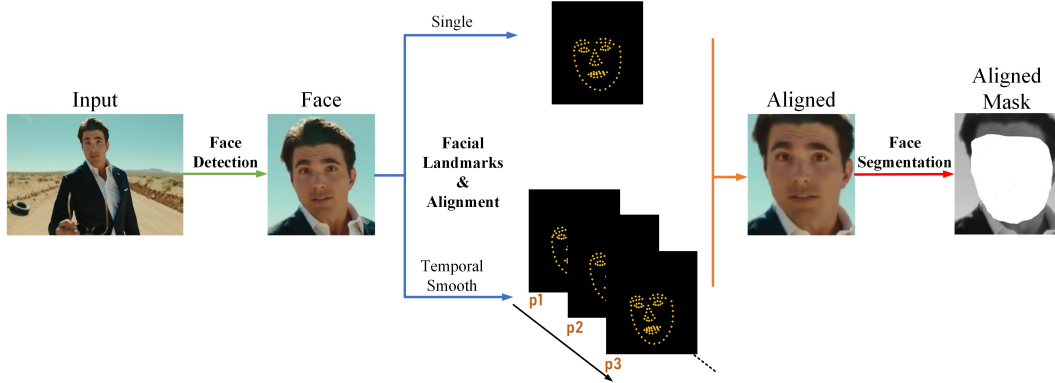 Input
Face
Detection
Face
Single
Facial
Landmarks
&
Alignment
Temporal
Smooth
p1
p2
p3
Aligned
Face
Segmentation
Aligned
Mask